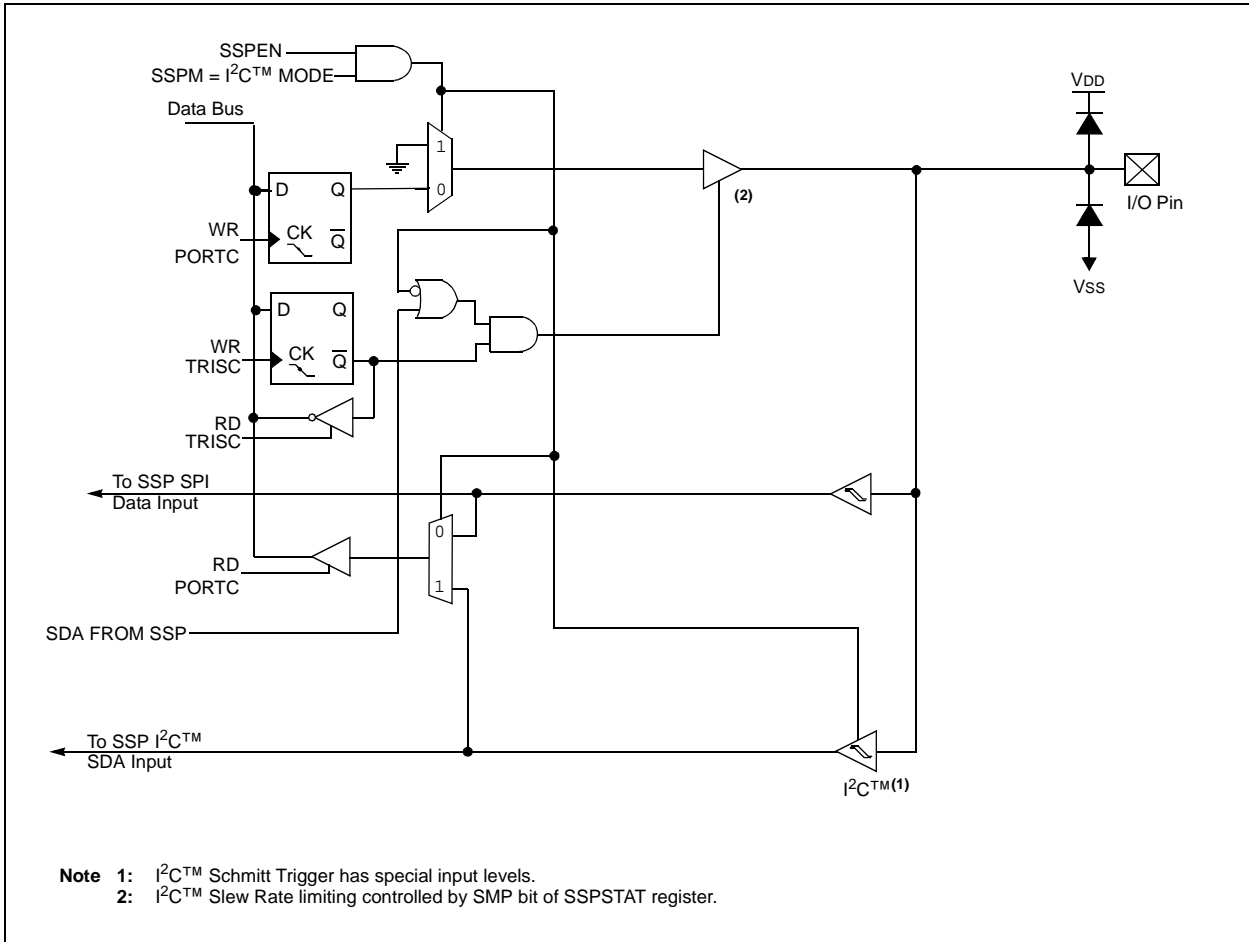 SSPEN
SSPM = I²C™ MODE
Data Bus
VDD
1
0
D Q
CK Q̅
WR
PORTC
(2)
I/O Pin
VSS
D Q
CK Q̅
WR
TRISC
RD
TRISC
To SSP SPI
Data Input
0
1
RD
PORTC
SDA FROM SSP
To SSP I²C™
SDA Input
I²C™(1)
Note 1: I²C™ Schmitt Trigger has special input levels.
2: I²C™ Slew Rate limiting controlled by SMP bit of SSPSTAT register.